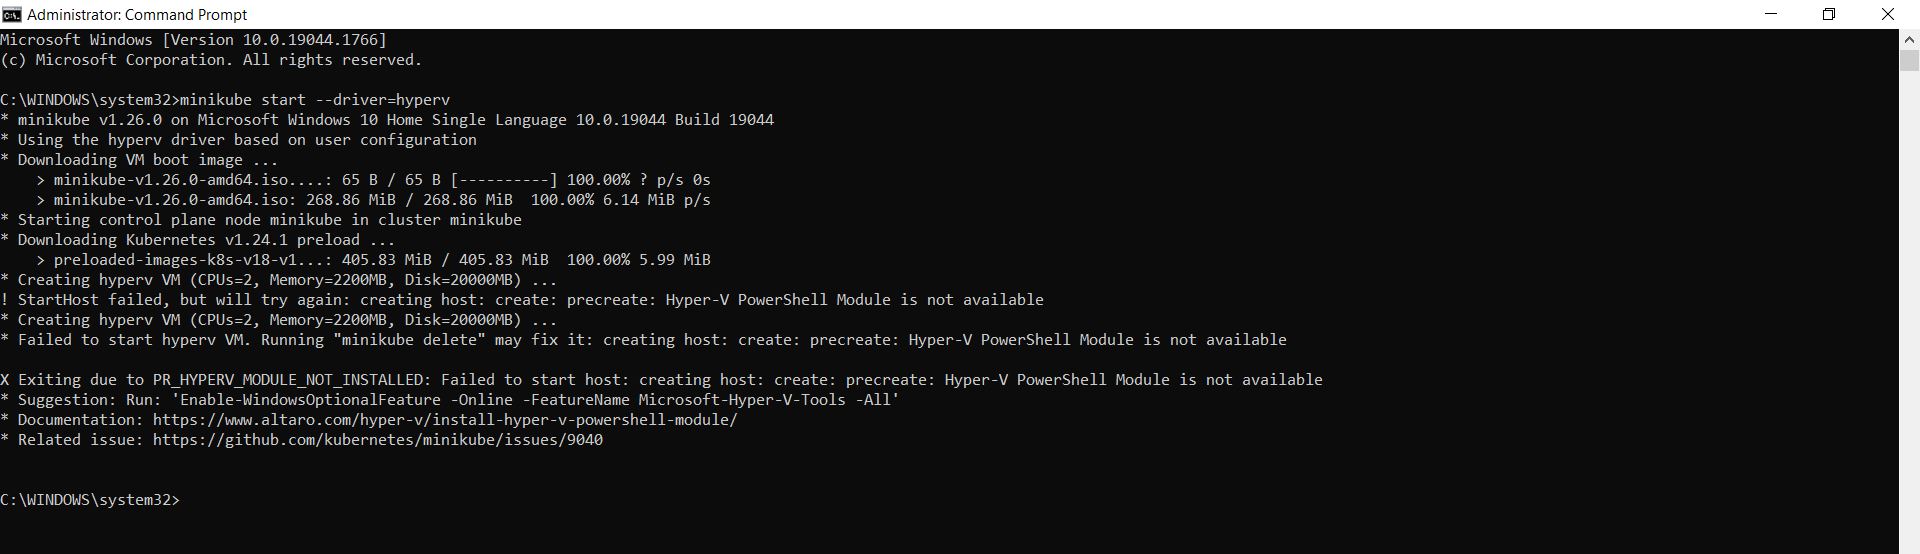 Administrator: Command Prompt
Microsoft Windows [Version 10.0.19044.1766]
(c) Microsoft Corporation. All rights reserved.
C:\WINDOWS\system32>minikube start --driver=hyperv
* minikube v1.26.0 on Microsoft Windows 10 Home Single Language 10.0.19044 Build 19044
* Using the hyperv driver based on user configuration
* Downloading VM boot image ...
    > minikube-v1.26.0-amd64.iso....: 65 B / 65 B [----------] 100.00% ? p/s 0s
    > minikube-v1.26.0-amd64.iso: 268.86 MiB / 268.86 MiB  100.00% 6.14 MiB p/s
* Starting control plane node minikube in cluster minikube
* Downloading Kubernetes v1.24.1 preload ...
    > preloaded-images-k8s-v18-v1...: 405.83 MiB / 405.83 MiB  100.00% 5.99 MiB
* Creating hyperv VM (CPUs=2, Memory=2200MB, Disk=20000MB) ...
! StartHost failed, but will try again: creating host: create: precreate: Hyper-V PowerShell Module is not available
* Creating hyperv VM (CPUs=2, Memory=2200MB, Disk=20000MB) ...
* Failed to start hyperv VM. Running "minikube delete" may fix it: creating host: create: precreate: Hyper-V PowerShell Module is not available
X Exiting due to PR_HYPERV_MODULE_NOT_INSTALLED: Failed to start host: creating host: create: precreate: Hyper-V PowerShell Module is not available
* Suggestion: Run: 'Enable-WindowsOptionalFeature -Online -FeatureName Microsoft-Hyper-V-Tools -All'
* Documentation: https://www.altaro.com/hyper-v/install-hyper-v-powershell-module/
* Related issue: https://github.com/kubernetes/minikube/issues/9040
C:\WINDOWS\system32>